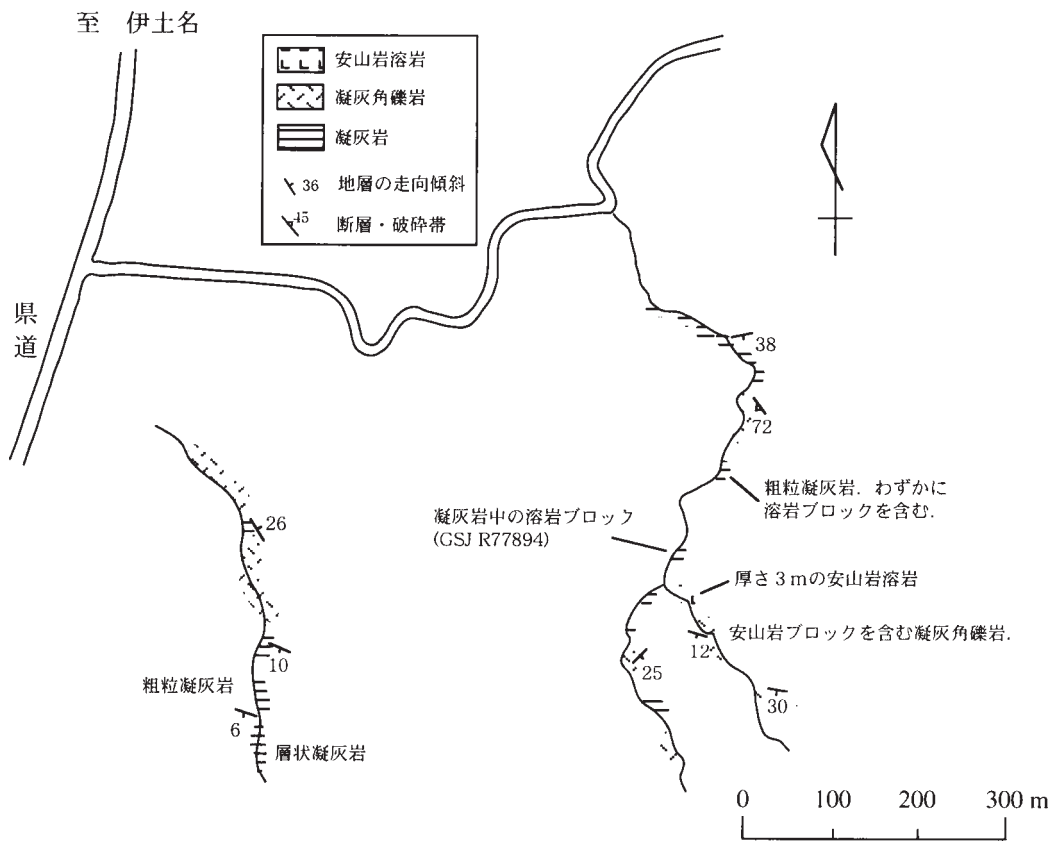 至 伊土名
安山岩溶岩
凝灰角礫岩
凝灰岩
36 地層の走向傾斜
45 断層・破砕帯
県道
38
72
粗粒凝灰岩．わずかに
溶岩ブロックを含む．
凝灰岩中の溶岩ブロック
(GSJ R77894)
厚さ3mの安山岩溶岩
安山岩ブロックを含む凝灰角礫岩．
12
25
30
26
10
粗粒凝灰岩
6
層状凝灰岩
0 100 200 300 m